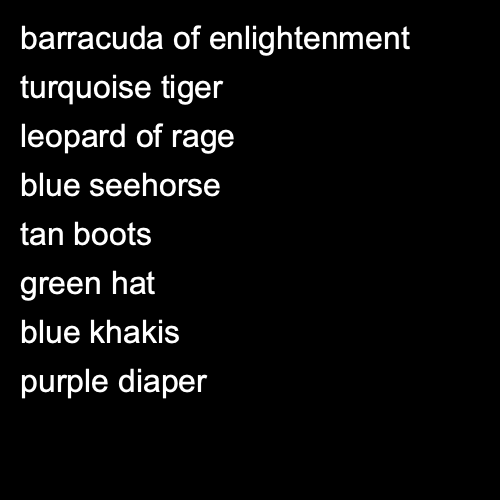 barracuda of enlightenment
turquoise tiger
leopard of rage
blue seehorse
tan boots
green hat
blue khakis
purple diaper